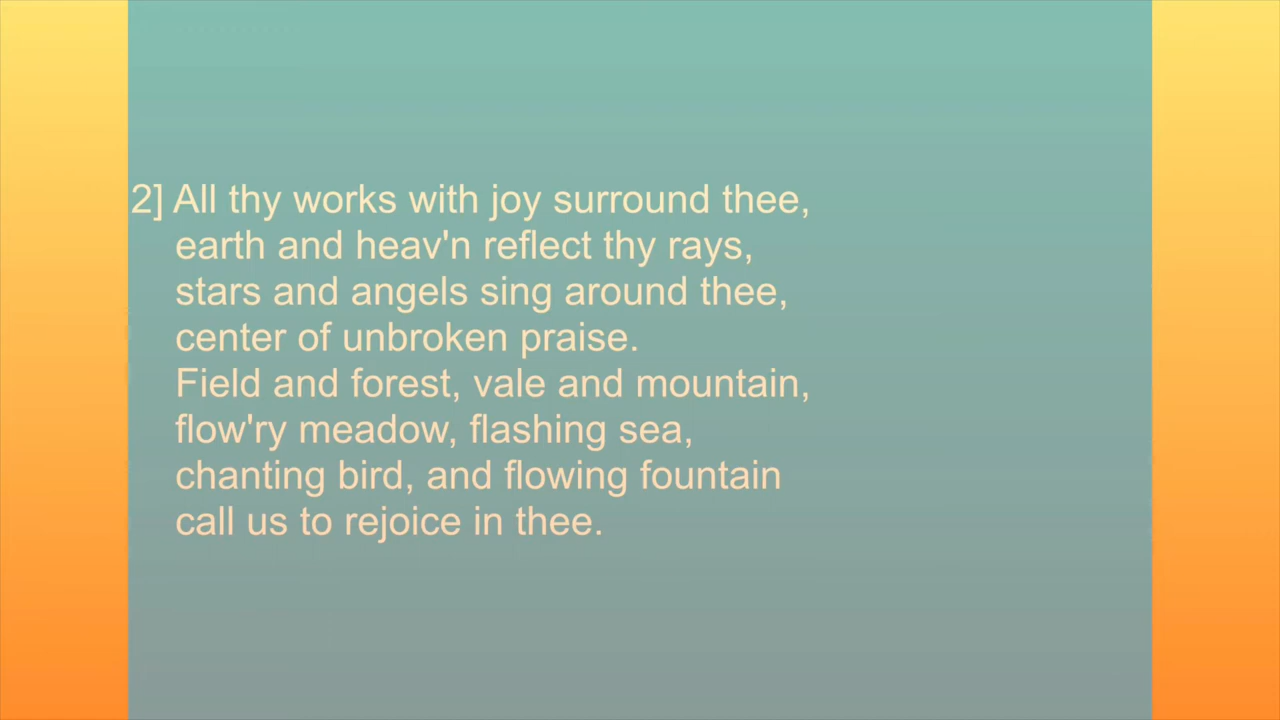 2] All thy works with joy surround thee,
earth and heav'n reflect thy rays,
stars and angels sing around thee,
center of unbroken praise.
Field and forest, vale and mountain,
flow'ry meadow, flashing sea,
chanting bird, and flowing fountain
call us to rejoice in thee.